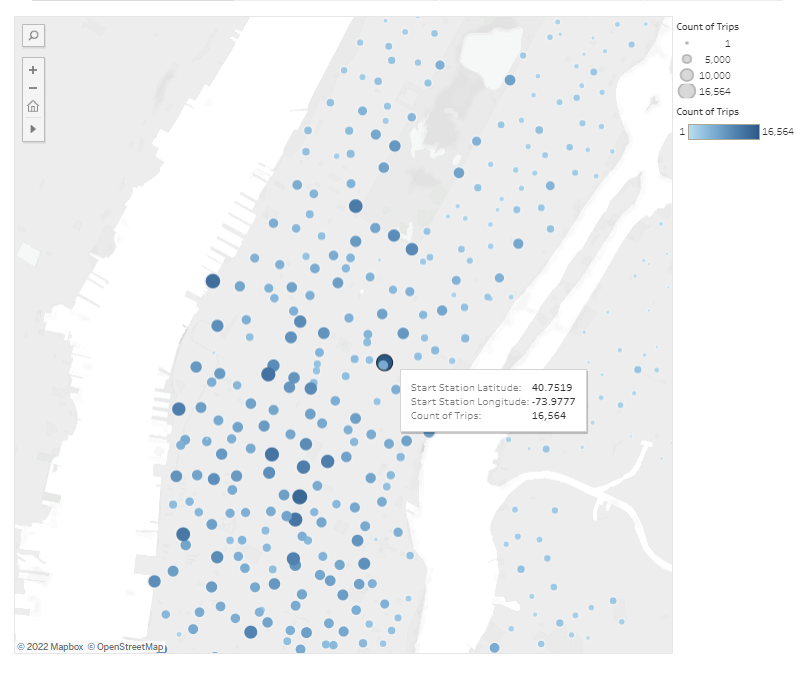 Count of Trips
1
5,000
10,000
16,564
Count of Trips
1 16,564
Start Station Latitude: 40.7519
Start Station Longitude: -73.9777
Count of Trips: 16,564
© 2022 Mapbox © OpenStreetMap